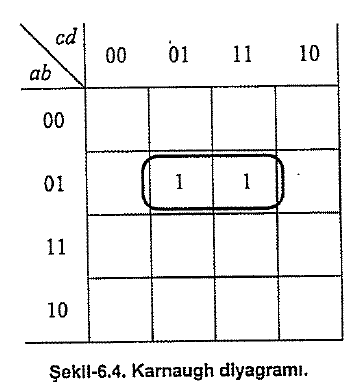 cd
ab
00 01 11 10
00
01 1 1
11
10
Şekil-6.4. Karnaugh diyagramı.